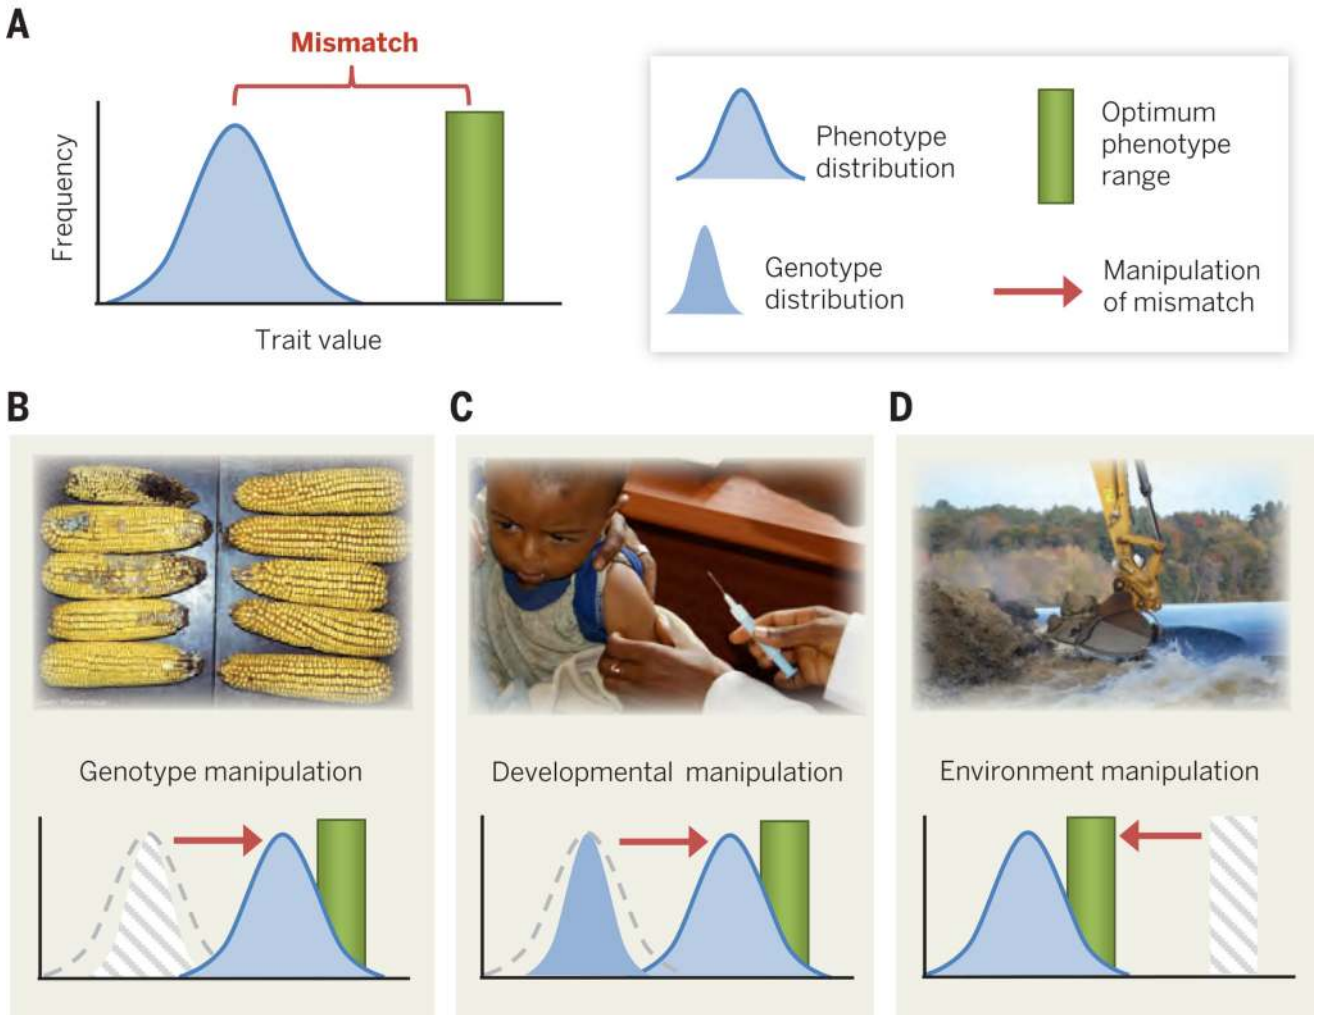 A
Mismatch
Frequency
Trait value
Phenotype
distribution
Optimum
phenotype
range
Genotype
distribution
Manipulation
of mismatch
B
C
D
Genotype manipulation
Developmental manipulation
Environment manipulation